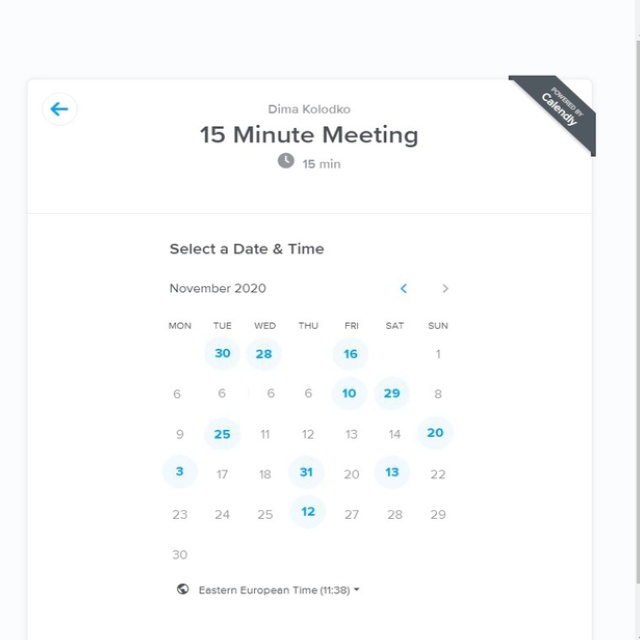 POWERED BY
Calendly
Dima Kolodko
15 Minute Meeting
15 min
Select a Date & Time
November 2020
MON TUE WED THU FRI SAT SUN
30 28 16 1
6 6 6 6 10 29 8
9 25 11 12 13 14 20
3 17 18 31 20 13 22
23 24 25 12 27 28 29
30
Eastern European Time (11:38)